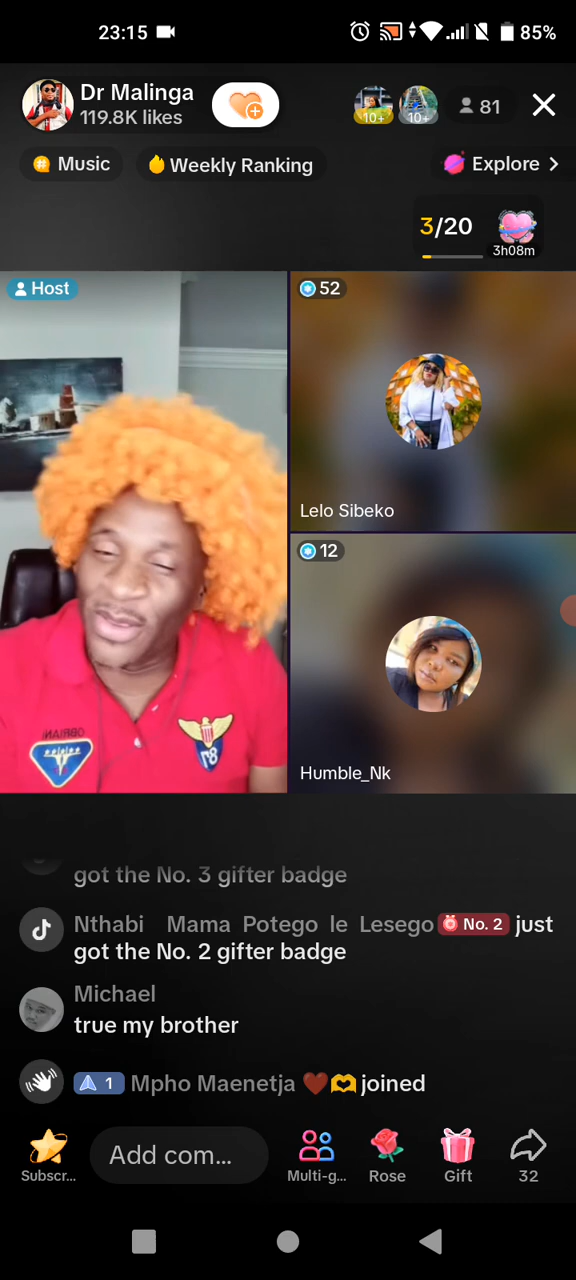 23:15
85%
Dr Malinga
119.8K likes
10+
10+
81
Music
Weekly Ranking
Explore
3/20
3h08m
Host
52
Lelo Sibeko
12
Humble_Nk
OBRIANI
87
got the No. 3 gifter badge
Nthabi Mama Potego le Lesego No. 2 just
got the No. 2 gifter badge
Michael
true my brother
1 Mpho Maenetja 🤎🫶 joined
Subscr...
Add com...
Multi-g...
Rose
Gift
32